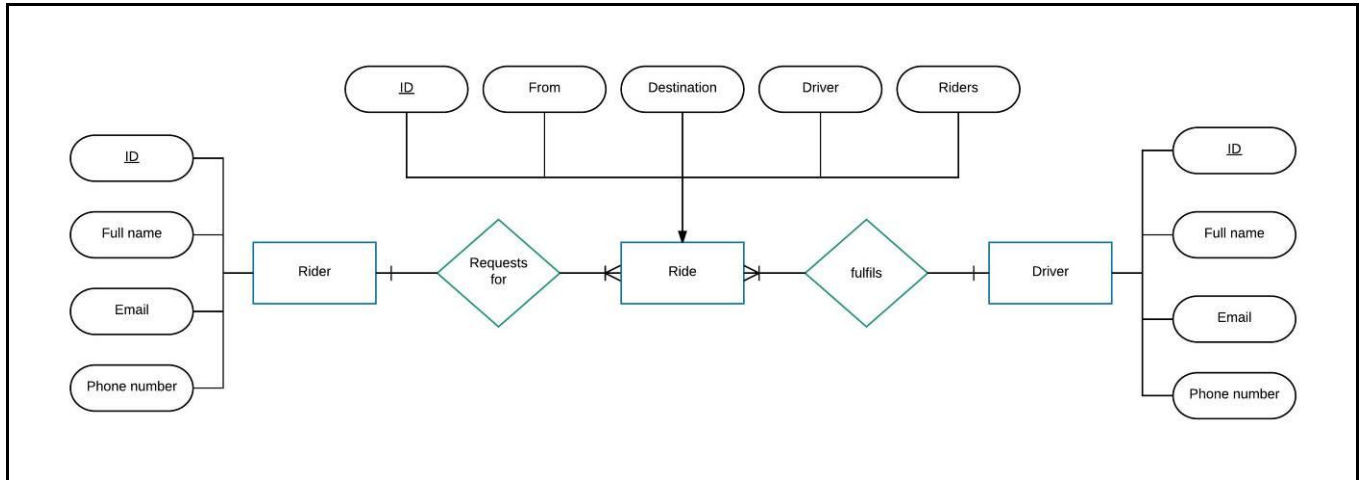 ID
From
Destination
Driver
Riders
ID
Full name
Email
Phone number
Rider
Requests
for
Ride
fulfils
Driver
ID
Full name
Email
Phone number